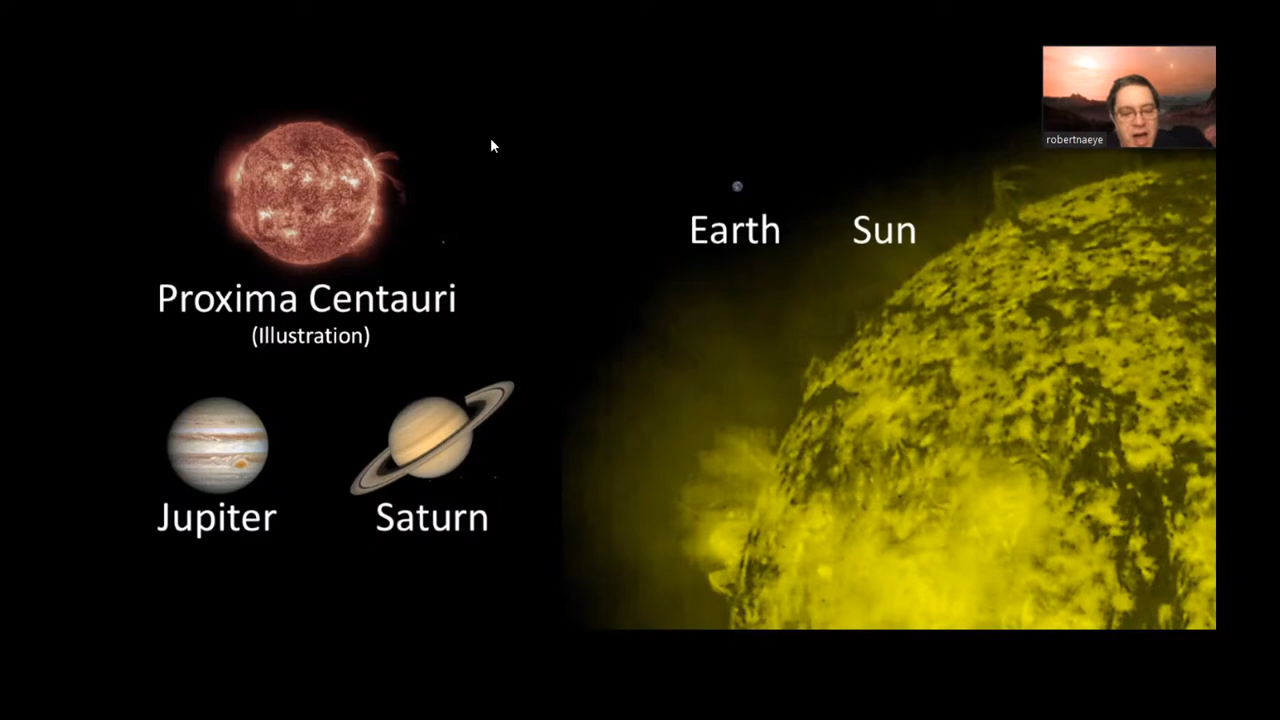 robertnaeye
Earth
Sun
Proxima Centauri
(Illustration)
Jupiter
Saturn